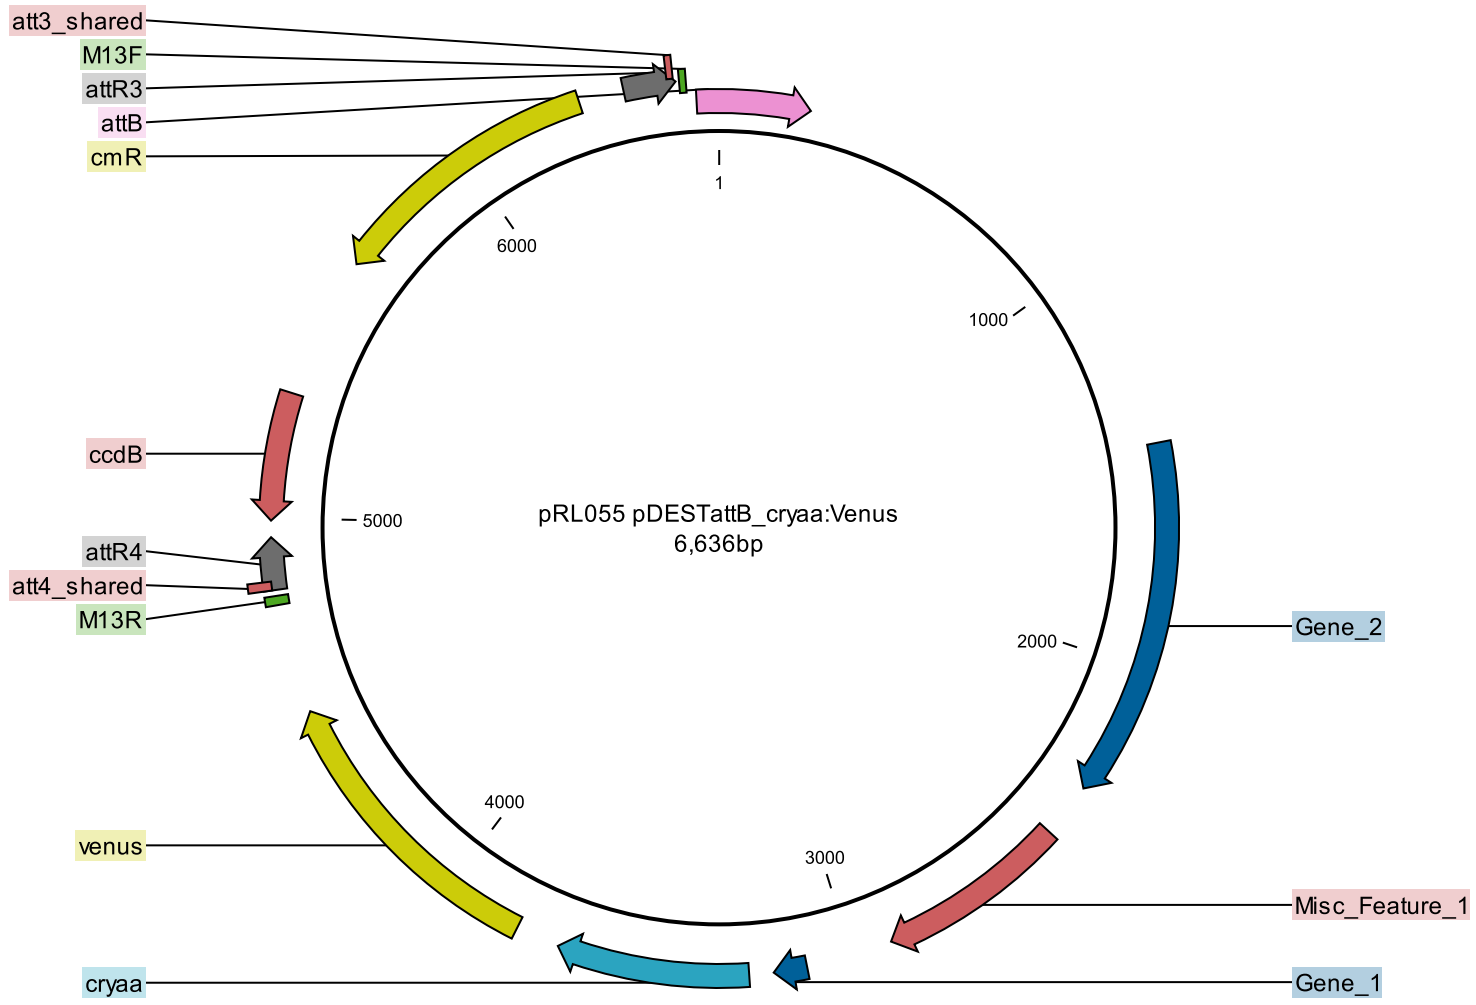 att3_shared
M13F
attR3
attB
cmR
1
6000
1000
ccdB
pRL055 pDESTattB_cryaa:Venus
6,636bp
5000
attR4
att4_shared
M13R
Gene_2
2000
4000
venus
3000
Misc_Feature_1
cryaa
Gene_1